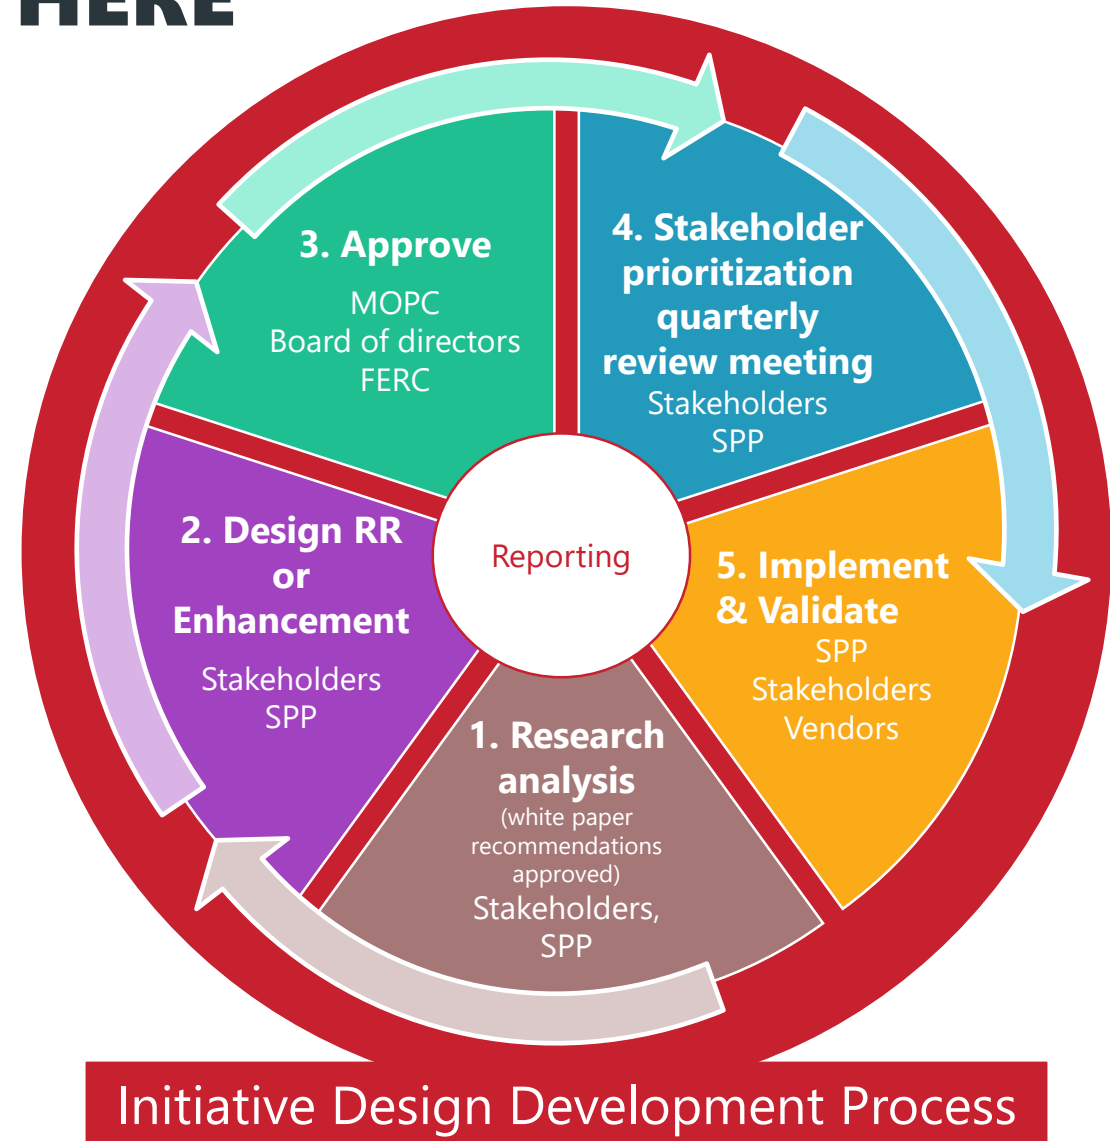 HERE
3. Approve
MOPC
Board of directors
FERC
4. Stakeholder
prioritization
quarterly
review meeting
Stakeholders
SPP
2. Design RR
or
Enhancement
Stakeholders
SPP
Reporting
5. Implement
& Validate
SPP
Stakeholders
Vendors
1. Research
analysis
(white paper
recommendations
approved)
Stakeholders,
SPP
Initiative Design Development Process